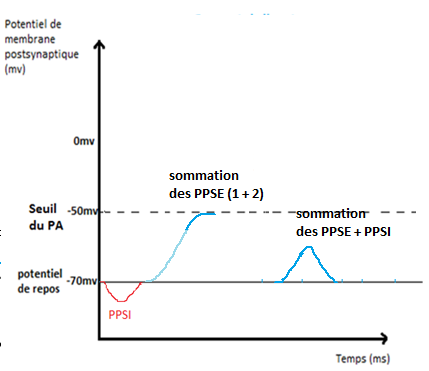 Potentiel de
membrane
postsynaptique
(mv)
0mv
sommation
des PPSE (1 + 2)
Seuil
du PA
-50mv
sommation
des PPSE + PPSI
potentiel
de repos
-70mv
PPSI
Temps (ms)